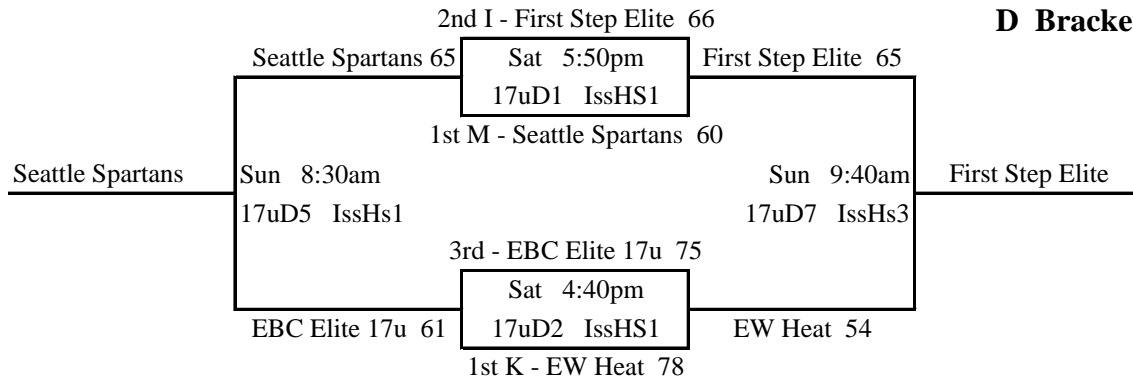 2nd I - First Step Elite 66
D Bracke
Seattle Spartans 65
Sat 5:50pm
First Step Elite 65
17uD1 IssHS1
1st M - Seattle Spartans 60
Seattle Spartans
Sun 8:30am
Sun 9:40am
First Step Elite
17uD5 IssHs1
17uD7 IssHs3
3rd - EBC Elite 17u 75
Sat 4:40pm
EBC Elite 17u 61
17uD2 IssHS1
EW Heat 54
1st K - EW Heat 78